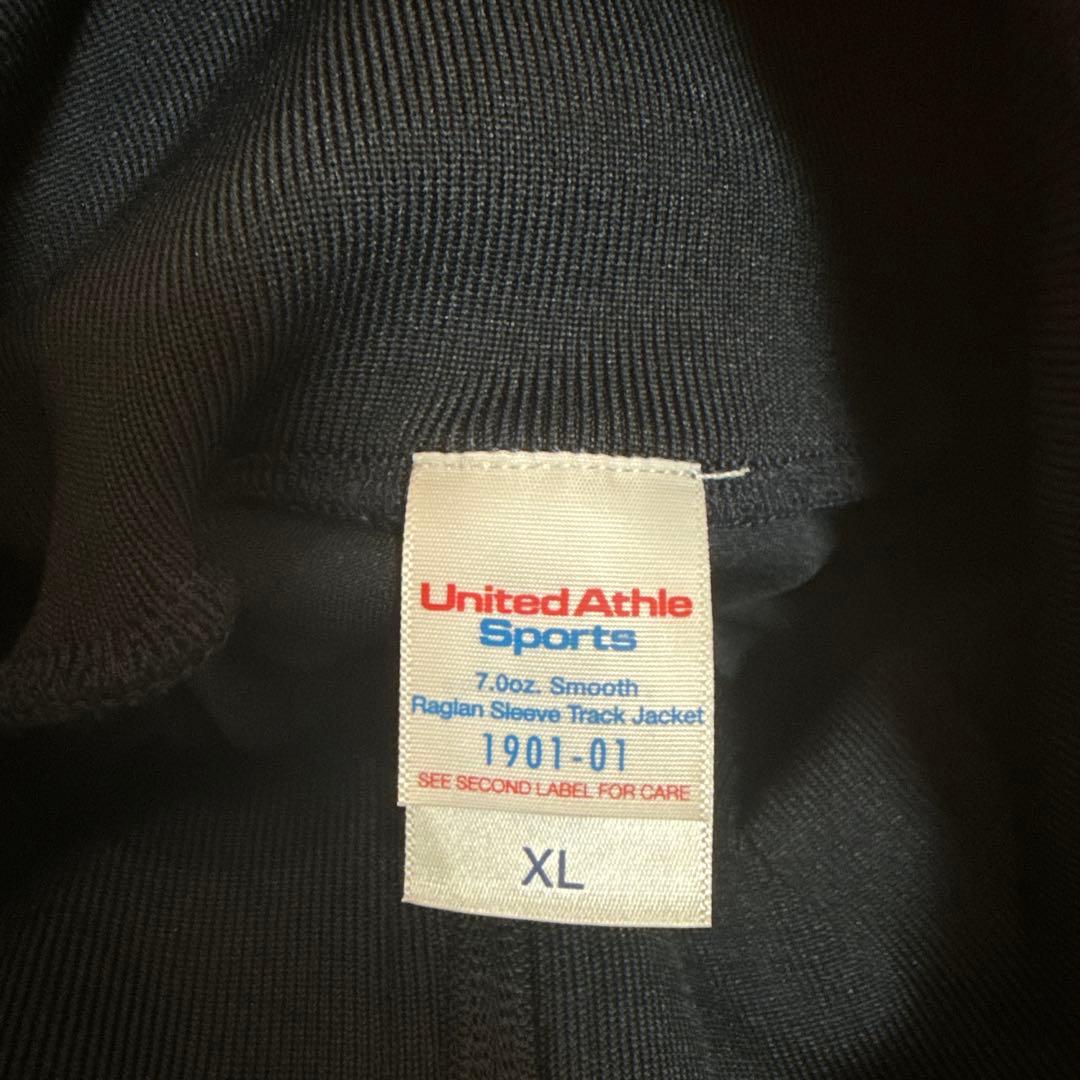 United Athle
Sports
7.0oz. Smooth
Raglan Sleeve Track Jacket
1901-01
SEE SECOND LABEL FOR CARE
XL